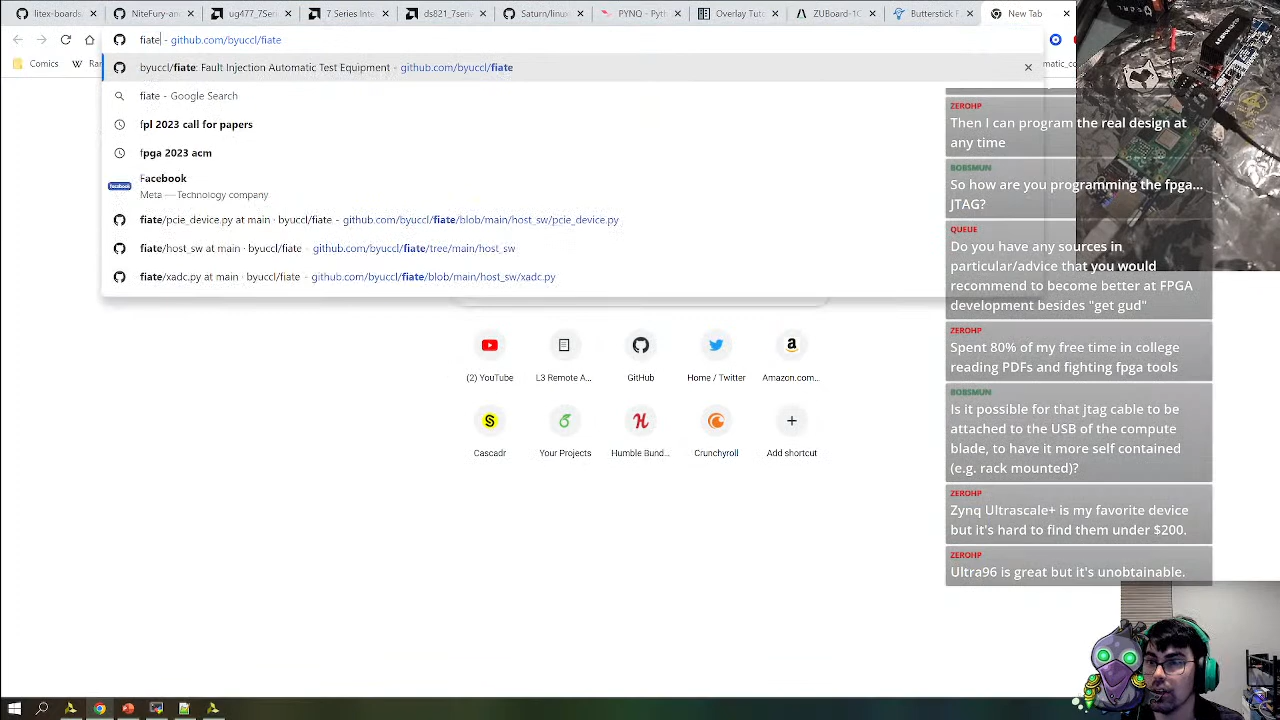 litex-boards
NiteFury-an
ug477_7Seri
7 Series Inte
ds821_7serv
Saturn/linux
PYNQ - Pyth
Overlay Tut
ZUBoard-1C
Butterstick F
New Tab
fiate - github.com/byuccl/fiate
Comics
byuccl/fiate: Fault Injection Automatic Test Equipment - github.com/byuccl/fiate
fiate - Google Search
fpl 2023 call for papers
fpga 2023 acm
Facebook
Meta — Technology company
fiate/pcie_device.py at main · byuccl/fiate - github.com/byuccl/fiate/blob/main/host_sw/pcie_device.py
fiate/host_sw at main · byuccl/fiate - github.com/byuccl/fiate/tree/main/host_sw
fiate/xadc.py at main · byuccl/fiate - github.com/byuccl/fiate/blob/main/host_sw/xadc.py
(2) YouTube
L3 Remote A...
GitHub
Home / Twitter
Amazon.com...
Cascadr
Your Projects
Humble Bund...
Crunchyroll
Add shortcut
ZEROHP
Then I can program the real design at
any time
BOBSMUN
So how are you programming the fpga...
JTAG?
QUEUE
Do you have any sources in
particular/advice that you would
recommend to become better at FPGA
development besides "get gud"
ZEROHP
Spent 80% of my free time in college
reading PDFs and fighting fpga tools
BOBSMUN
Is it possible for that jtag cable to be
attached to the USB of the compute
blade, to have it more self contained
(e.g. rack mounted)?
ZEROHP
Zynq Ultrascale+ is my favorite device
but it's hard to find them under $200.
ZEROHP
Ultra96 is great but it's unobtainable.